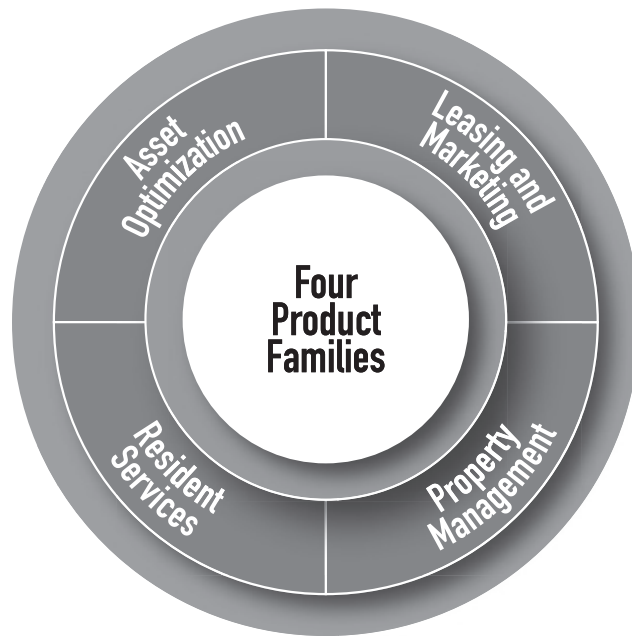 Asset
Optimization
Leasing and
Marketing
Four
Product
Families
Resident
Services
Property
Management